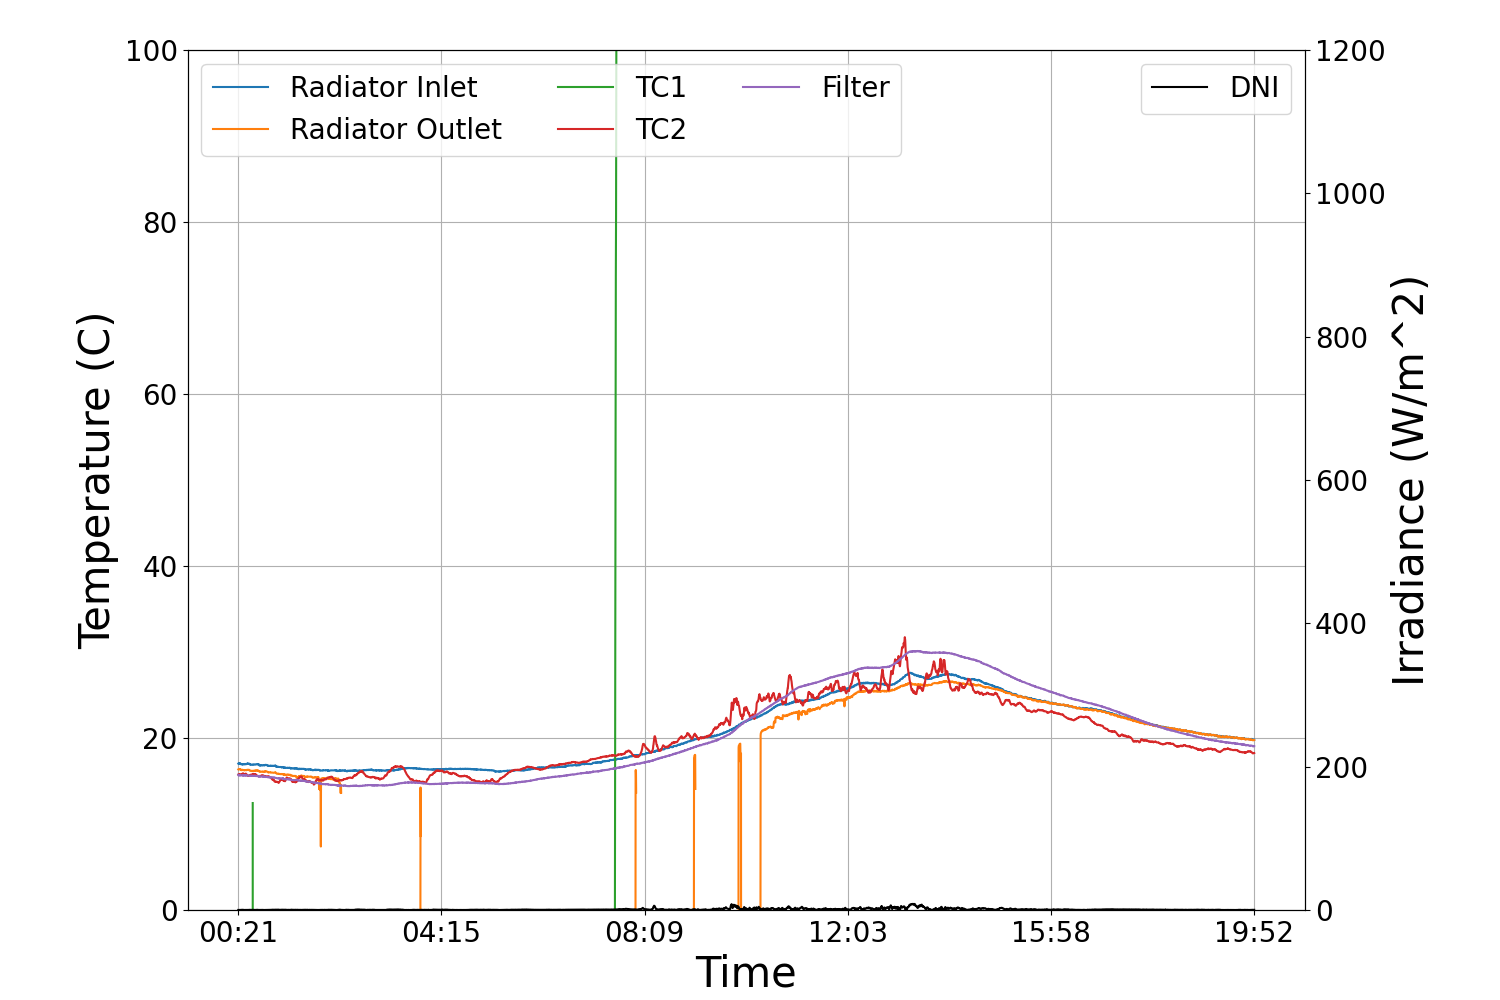 100
80
60
40
20
0
Temperature (C)
Radiator Inlet
Radiator Outlet
TC1
TC2
Filter
DNI
1200
1000
800
600
400
200
0
Irradiance (W/m^2)
00:21 04:15 08:09 12:03 15:58 19:52
Time